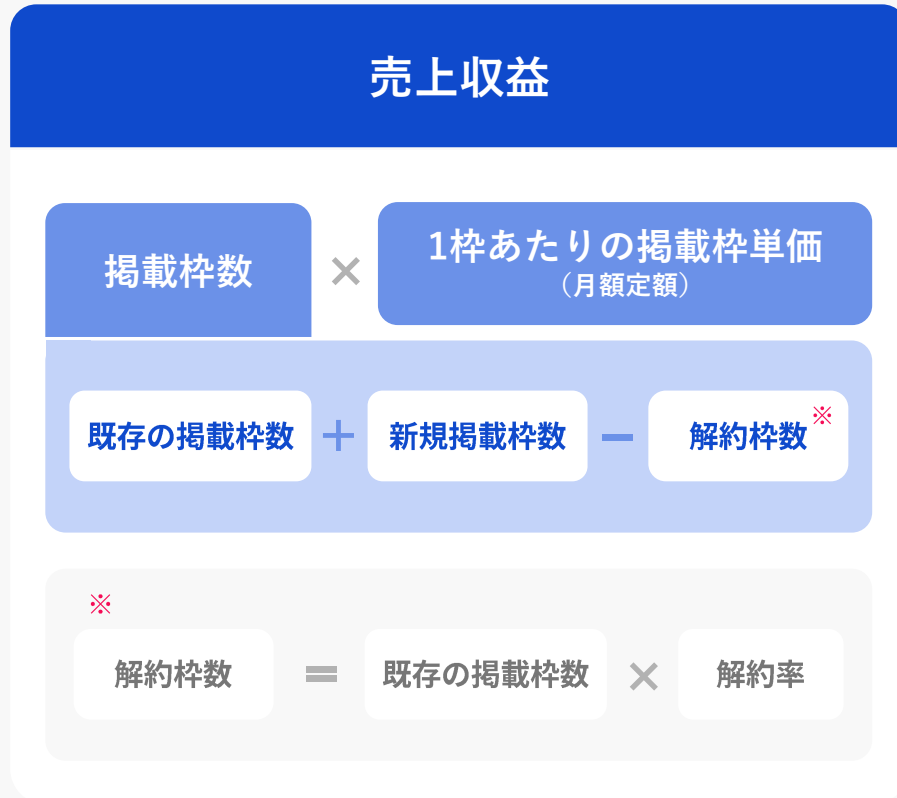 売上収益
掲載枠数 × 1枠あたりの掲載枠単価
（月額定額）
既存の掲載枠数 + 新規掲載枠数 − 解約枠数※
※
解約枠数 = 既存の掲載枠数 × 解約率